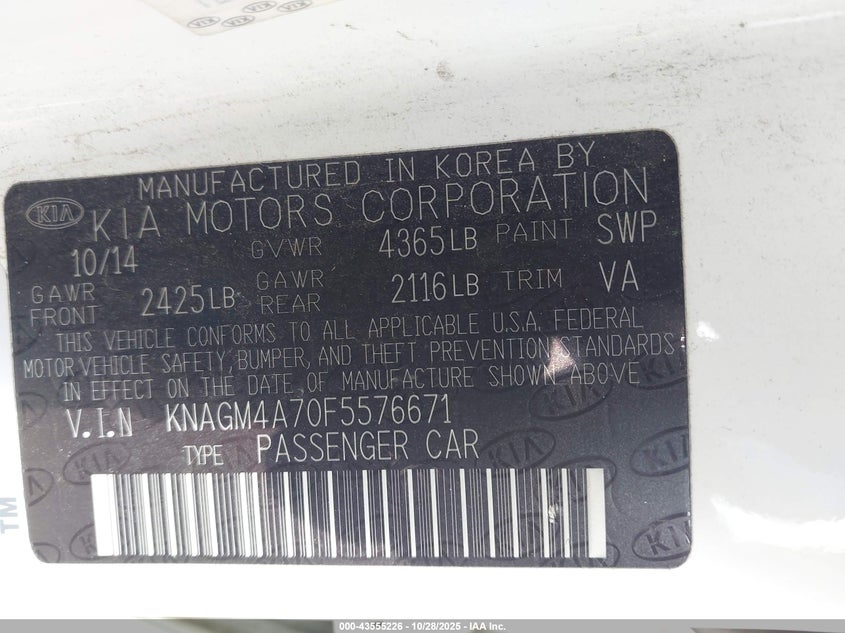 MANUFACTURED IN KOREA BY
KIA KIA MOTORS CORPORATION
10/14 GVWR 4365LB PAINT SWP
GAWR FRONT 2425LB GAWR REAR 2116LB TRIM VA
THIS VEHICLE CONFORMS TO ALL APPLICABLE U.S.A. FEDERAL
MOTOR VEHICLE SAFETY, BUMPER, AND THEFT PREVENTION STANDARDS
IN EFFECT ON THE DATE OF MANUFACTURE SHOWN ABOVE
V.I.N KNAGM4A70F5576671
TYPE PASSENGER CAR
TM
000-43555226 - 10/28/2025 - IAA Inc.